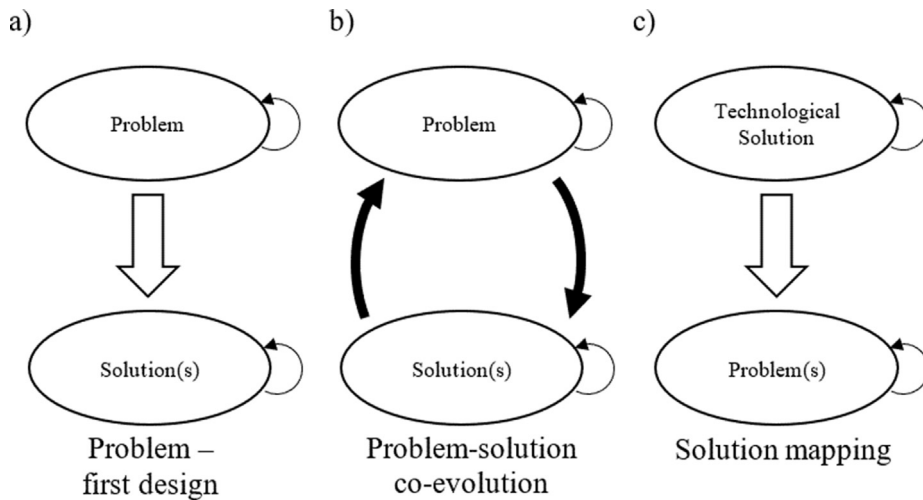 a)
Problem
Solution(s)
Problem –
first design
b)
Problem
Solution(s)
Problem-solution
co-evolution
c)
Technological
Solution
Problem(s)
Solution mapping